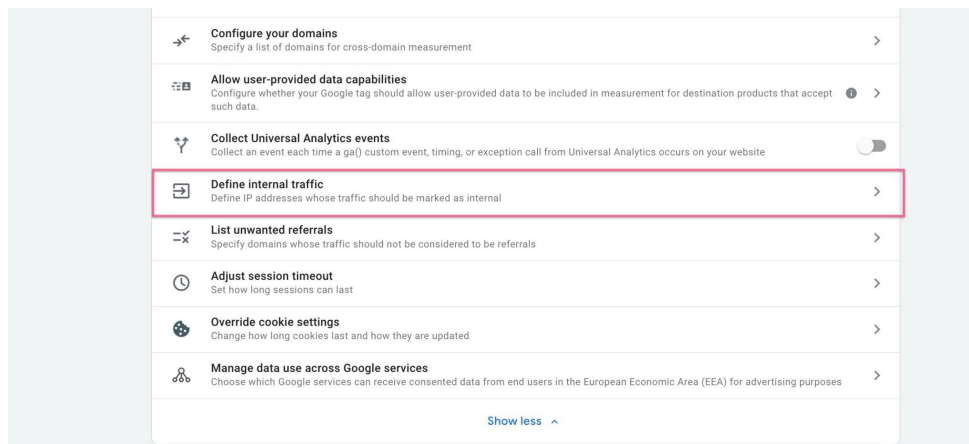 Configure your domains
Specify a list of domains for cross-domain measurement
Allow user-provided data capabilities
Configure whether your Google tag should allow user-provided data to be included in measurement for destination products that accept
such data.
Collect Universal Analytics events
Collect an event each time a ga() custom event, timing, or exception call from Universal Analytics occurs on your website
Define internal traffic
Define IP addresses whose traffic should be marked as internal
List unwanted referrals
Specify domains whose traffic should not be considered to be referrals
Adjust session timeout
Set how long sessions can last
Override cookie settings
Change how long cookies last and how they are updated
Manage data use across Google services
Choose which Google services can receive consented data from end users in the European Economic Area (EEA) for advertising purposes
Show less